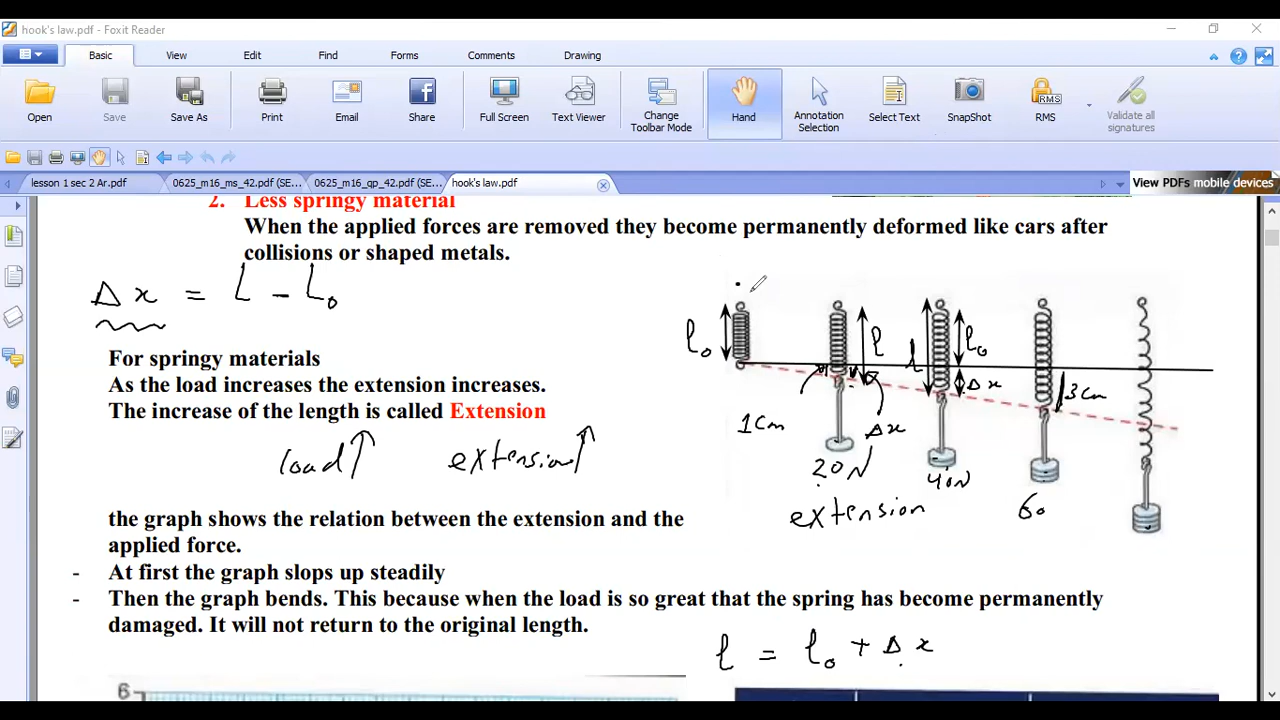 hook's law.pdf - Foxit Reader
Basic View Edit Find Forms Comments Drawing
Open Save Save As Print Email Share Full Screen Text Viewer Change Toolbar Mode Hand Annotation Selection Select Text SnapShot RMS Validate all signatures
lesson 1 sec 2 Ar.pdf 0625_m16_ms_42.pdf (SE... 0625_m16_qp_42.pdf (SE... hook's law.pdf View PDFs mobile devices
2. Less springy material
When the applied forces are removed they become permanently deformed like cars after
collisions or shaped metals.
Δx = L - L₀
For springy materials
As the load increases the extension increases.
The increase of the length is called Extension
load↑ extension↑
l₀ l l l₀ Δx 3cm
1cm Δx
20N 40N 60
extension
the graph shows the relation between the extension and the
applied force.
- At first the graph slops up steadily
- Then the graph bends. This because when the load is so great that the spring has become permanently
damaged. It will not return to the original length.
l = l₀ + Δx
6